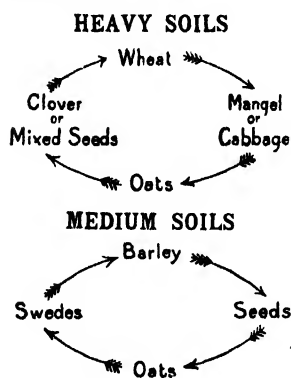 HEAVY SOILS
Wheat
Clover
or
Mixed Seeds
Mangel
or
Cabbage
Oats
MEDIUM SOILS
Barley
Swedes
Seeds
Oats